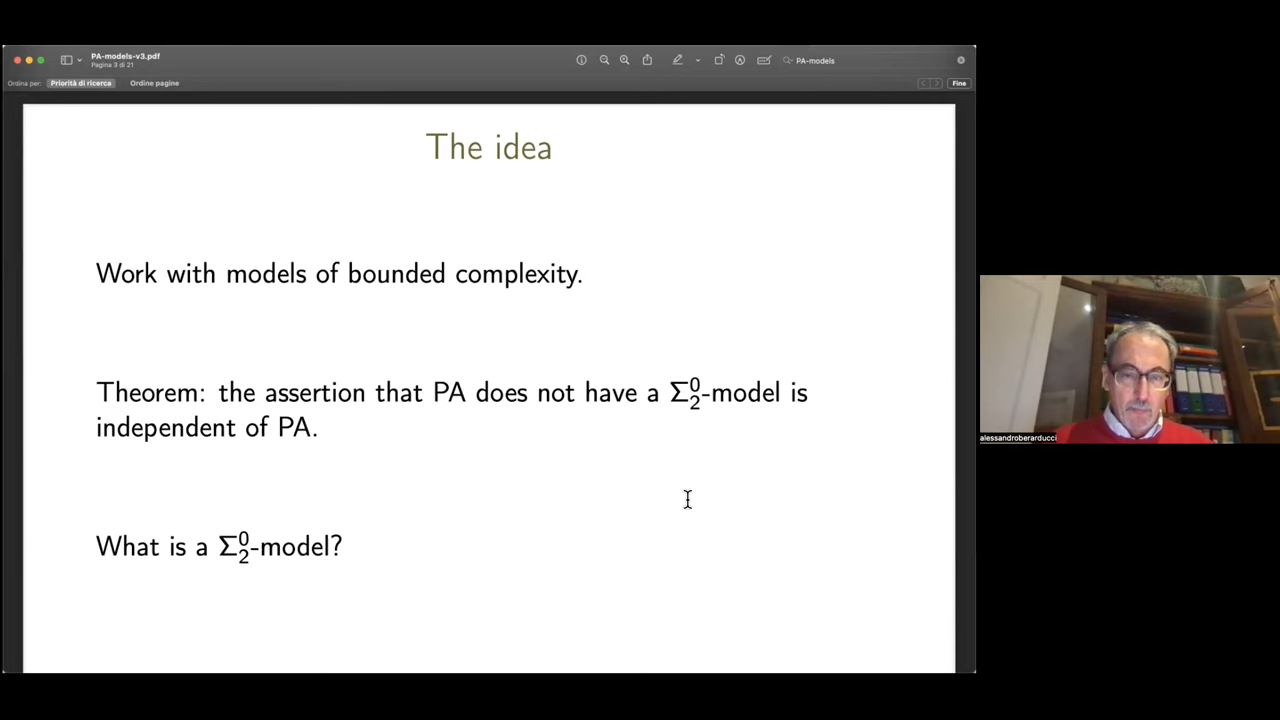 PA-models-v3.pdf
Pagina 3 di 21
PA-models
Ordina per:
Priorità di ricerca
Ordine pagine
Fine
The idea
Work with models of bounded complexity.
Theorem: the assertion that PA does not have a Σ⁰₂-model is
independent of PA.
What is a Σ⁰₂-model?
alessandroberarducci